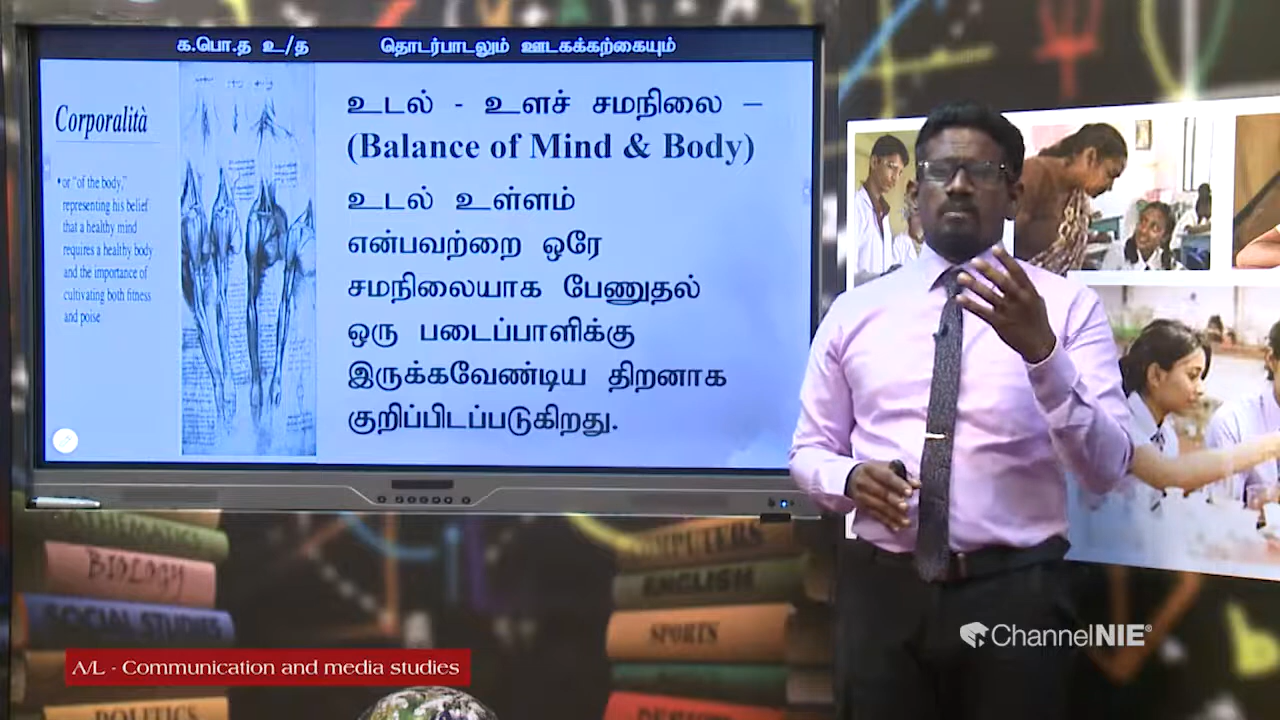 க.பொ.த உ/த தொடர்பாடலும் ஊடகக்கற்கையும்
Corporalità
• or "of the body,"
representing his belief
that a healthy mind
requires a healthy body
and the importance of
cultivating both fitness
and poise
உடல் - உளச் சமநிலை –
(Balance of Mind & Body)
உடல் உள்ளம்
என்பவற்றை ஒரே
சமநிலையாக பேணுதல்
ஒரு படைப்பாளிக்கு
இருக்கவேண்டிய திறனாக
குறிப்பிடப்படுகிறது.
MATHEMATICS
BIOLOGY
SOCIAL STUDIES
POLITICS
COMPUTERS
ENGLISH
SPORTS
A/L - Communication and media studies
ChannelNIE®